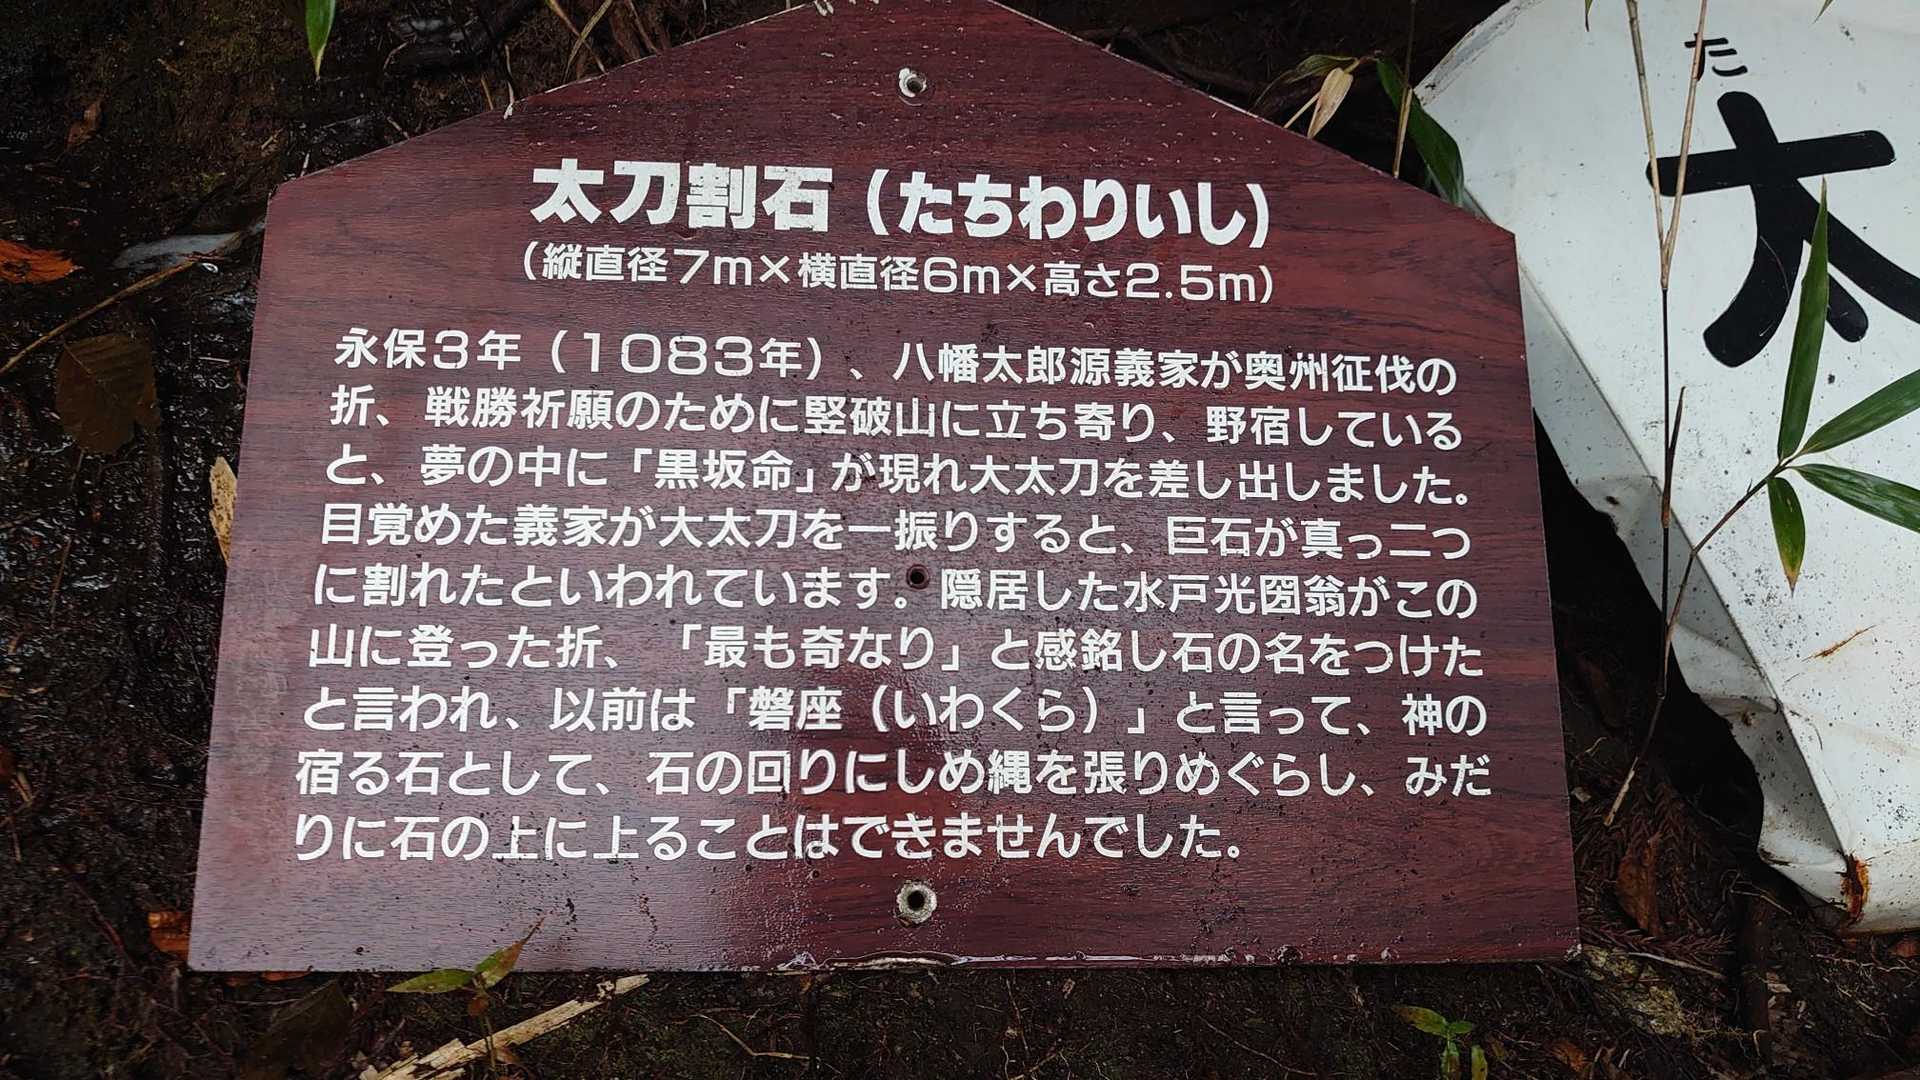 太刀割石（たちわりいし）
（縦直径７ｍ×横直径６ｍ×高さ２.５ｍ）
永保３年（１０８３年）、八幡太郎源義家が奥州征伐の
折、戦勝祈願のために竪破山に立ち寄り、野宿している
と、夢の中に「黒坂命」が現れ大太刀を差し出しました。
目覚めた義家が大太刀を一振りすると、巨石が真っ二つ
に割れたといわれています。隠居した水戸光圀翁がこの
山に登った折、「最も奇なり」と感銘し石の名をつけた
と言われ、以前は「磐座（いわくら）」と言って、神の
宿る石として、石の回りにしめ縄を張りめぐらし、みだ
りに石の上に上ることはできませんでした。
た
太